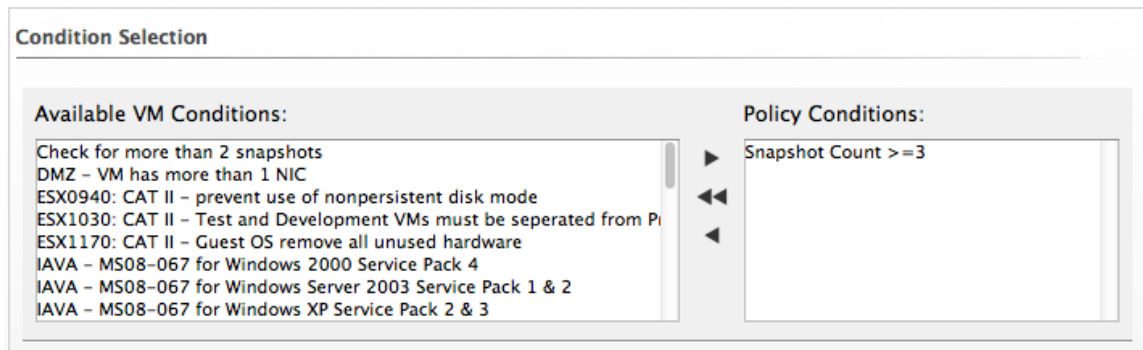 Condition Selection
Available VM Conditions:
Policy Conditions:
Check for more than 2 snapshots
DMZ – VM has more than 1 NIC
ESX0940: CAT II – prevent use of nonpersistent disk mode
ESX1030: CAT II – Test and Development VMs must be seperated from
ESX1170: CAT II – Guest OS remove all unused hardware
IAVA – MS08-067 for Windows 2000 Service Pack 4
IAVA – MS08-067 for Windows Server 2003 Service Pack 1 & 2
IAVA – MS08-067 for Windows XP Service Pack 2 & 3
Snapshot Count >=3